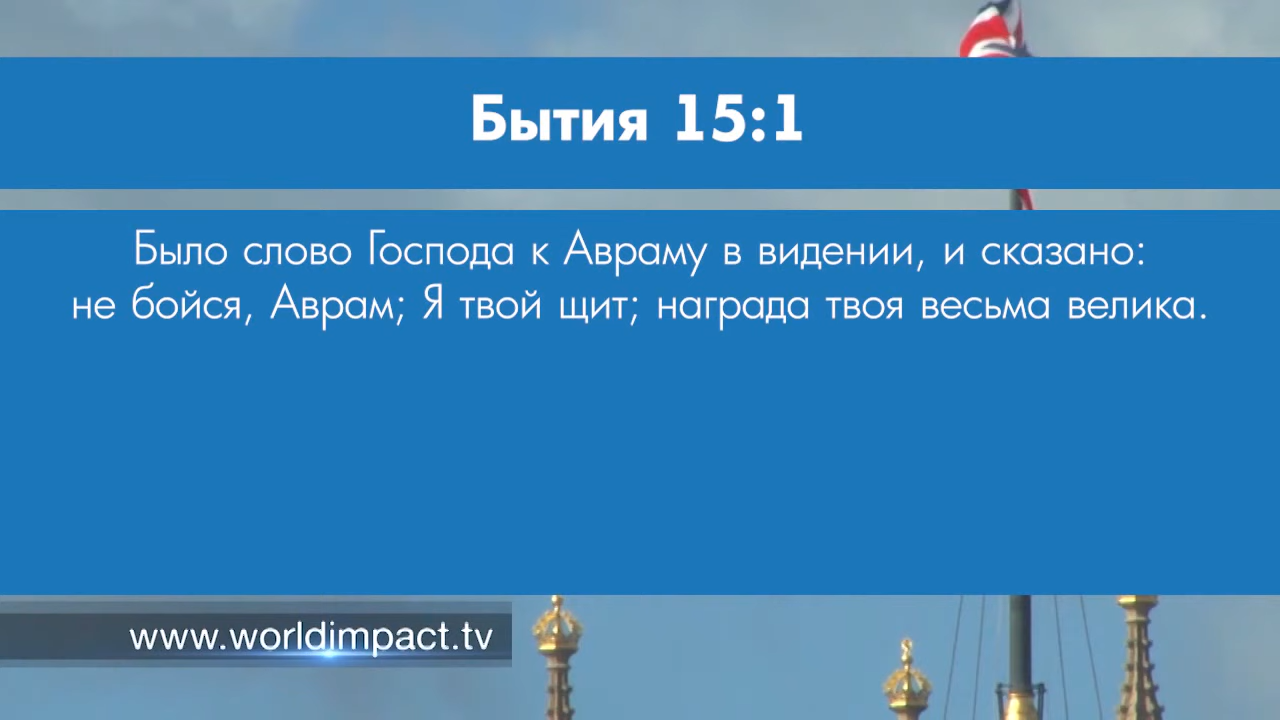 Бытия 15:1
Было слово Господа к Авраму в видении, и сказано:
не бойся, Аврам; Я твой щит; награда твоя весьма велика.
www.worldimpact.tv